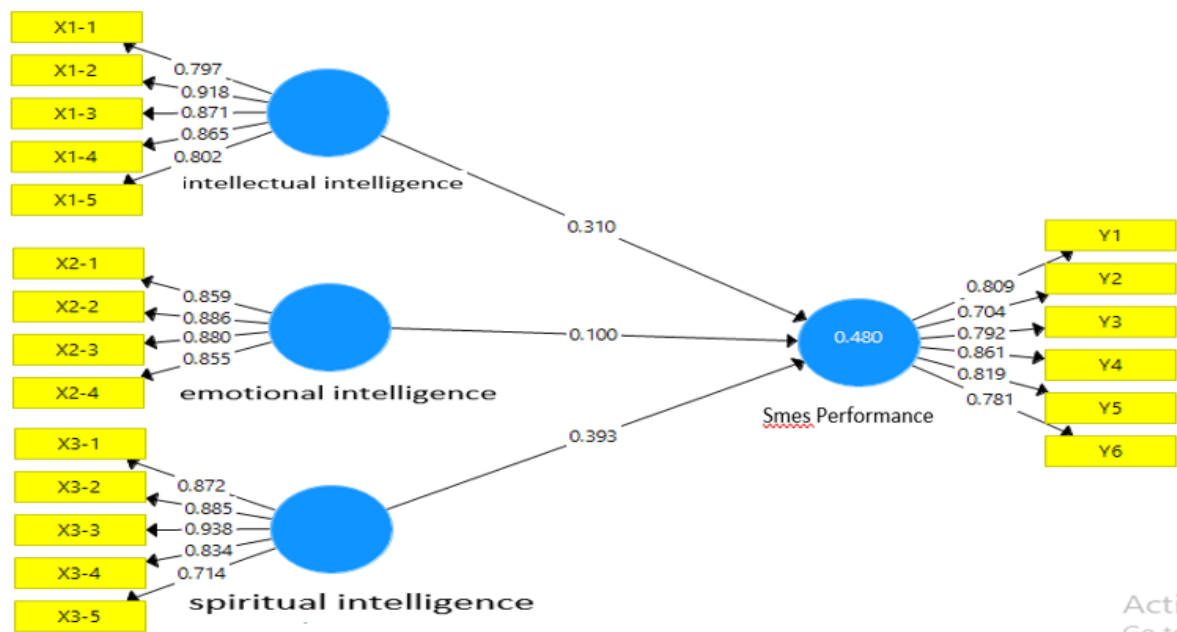 X1-1
X1-2
X1-3
X1-4
X1-5
0.797
0.918
0.871
0.865
0.802
intellectual intelligence
X2-1
X2-2
X2-3
X2-4
0.859
0.886
0.880
0.855
emotional intelligence
X3-1
X3-2
X3-3
X3-4
X3-5
0.872
0.885
0.938
0.834
0.714
spiritual intelligence
0.310
0.100
0.393
0.480
Smes Performance
0.809
0.704
0.792
0.861
0.819
0.781
Y1
Y2
Y3
Y4
Y5
Y6
Acti